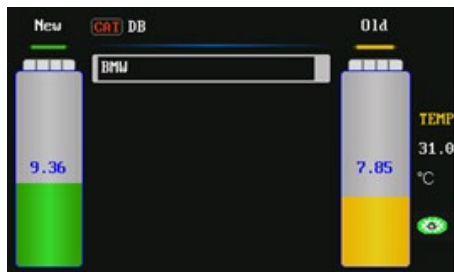 New
CAT DB
Old
BMW
9.36
7.85
TEMP
31.0
°C